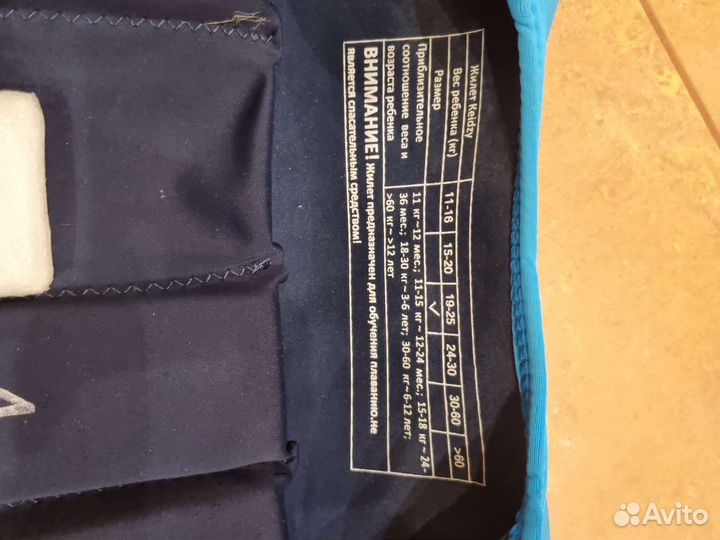 Жилет Keidzy
Вес ребенка (кг) 11-16 15-20 19-25 24-30 30-60 >60
Размер ✓
Приблизительное соотношение веса и возраста ребенка
11 кг~12 мес.; 11-15 кг~ 12-24 мес.; 15-18 кг ~ 24-
36 мес.; 18-30 кг~3-6 лет; 30-60 кг~6-12 лет;
>60 кг~>12 лет
ВНИМАНИЕ! Жилет предназначен для обучения плаванию.не
является спасательным средством!
Avito